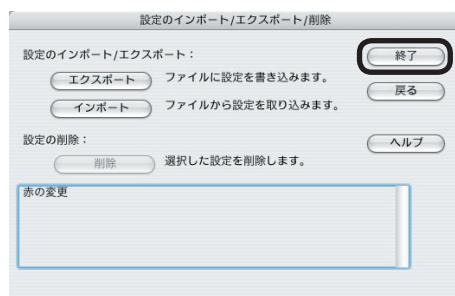 設定のインポート/エクスポート/削除
設定のインポート/エクスポート：
終了
エクスポート
ファイルに設定を書き込みます。
戻る
インポート
ファイルから設定を取り込みます。
設定の削除：
ヘルプ
削除
選択した設定を削除します。
赤の変更